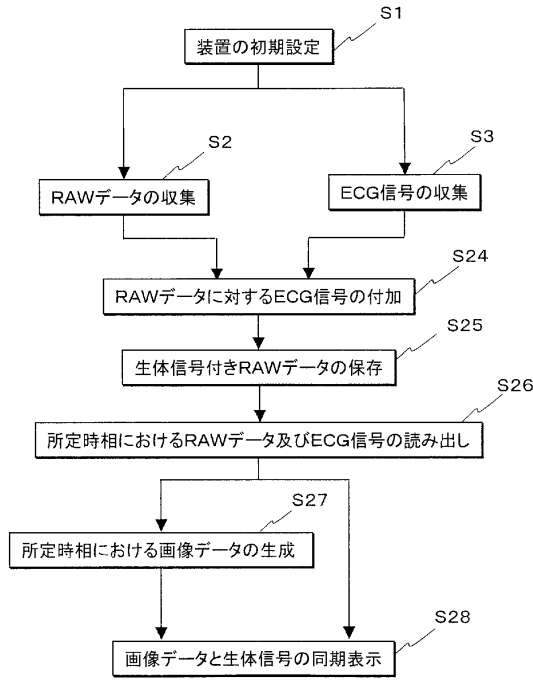 S1
装置の初期設定
S2
S3
RAWデータの収集
ECG信号の収集
S24
RAWデータに対するECG信号の付加
S25
生体信号付きRAWデータの保存
S26
所定時相におけるRAWデータ及びECG信号の読み出し
S27
所定時相における画像データの生成
S28
画像データと生体信号の同期表示